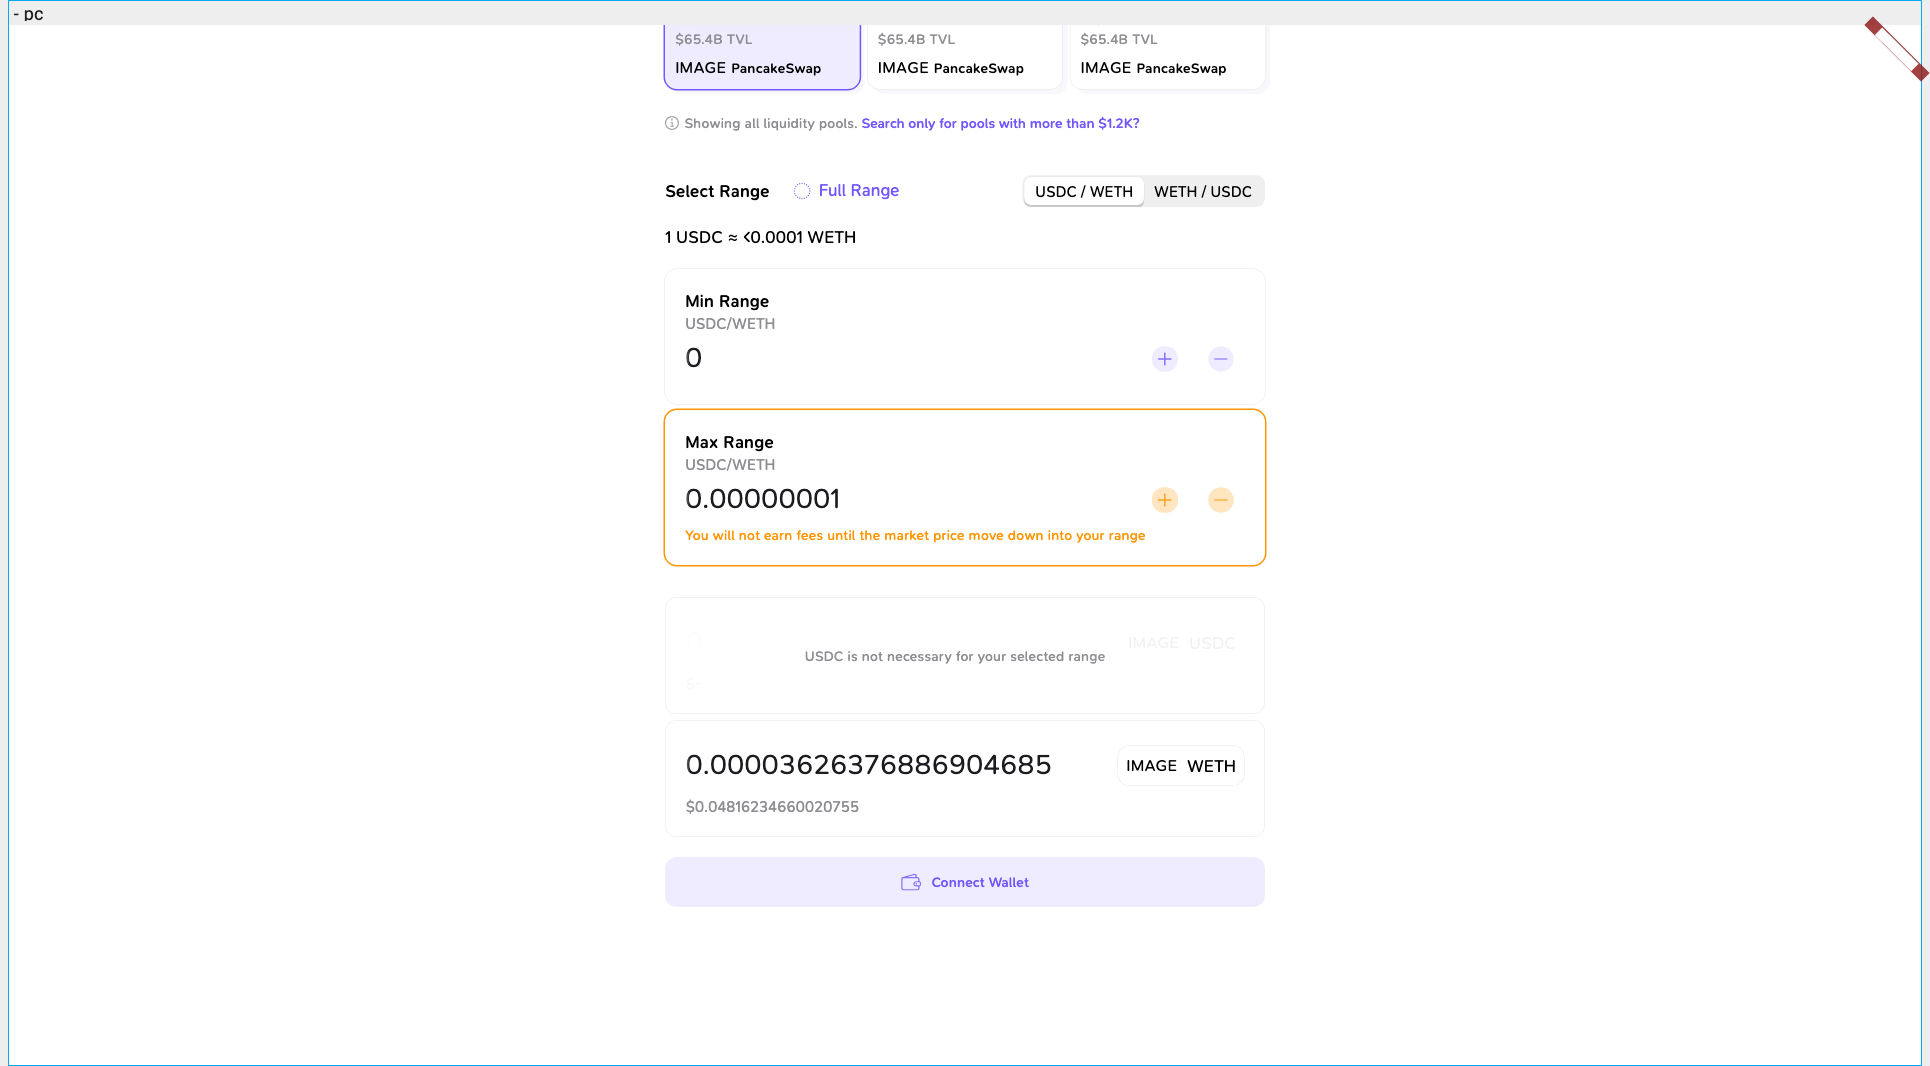 - pc
$65.4B TVL
IMAGE PancakeSwap
$65.4B TVL
IMAGE PancakeSwap
$65.4B TVL
IMAGE PancakeSwap
Showing all liquidity pools. Search only for pools with more than $1.2K?
Select Range
Full Range
USDC / WETH
WETH / USDC
1 USDC ≈ <0.0001 WETH
Min Range
USDC/WETH
0
Max Range
USDC/WETH
0.00000001
You will not earn fees until the market price move down into your range
IMAGE USDC
USDC is not necessary for your selected range
0.00003626376886904685
IMAGE WETH
$0.04816234660020755
Connect Wallet